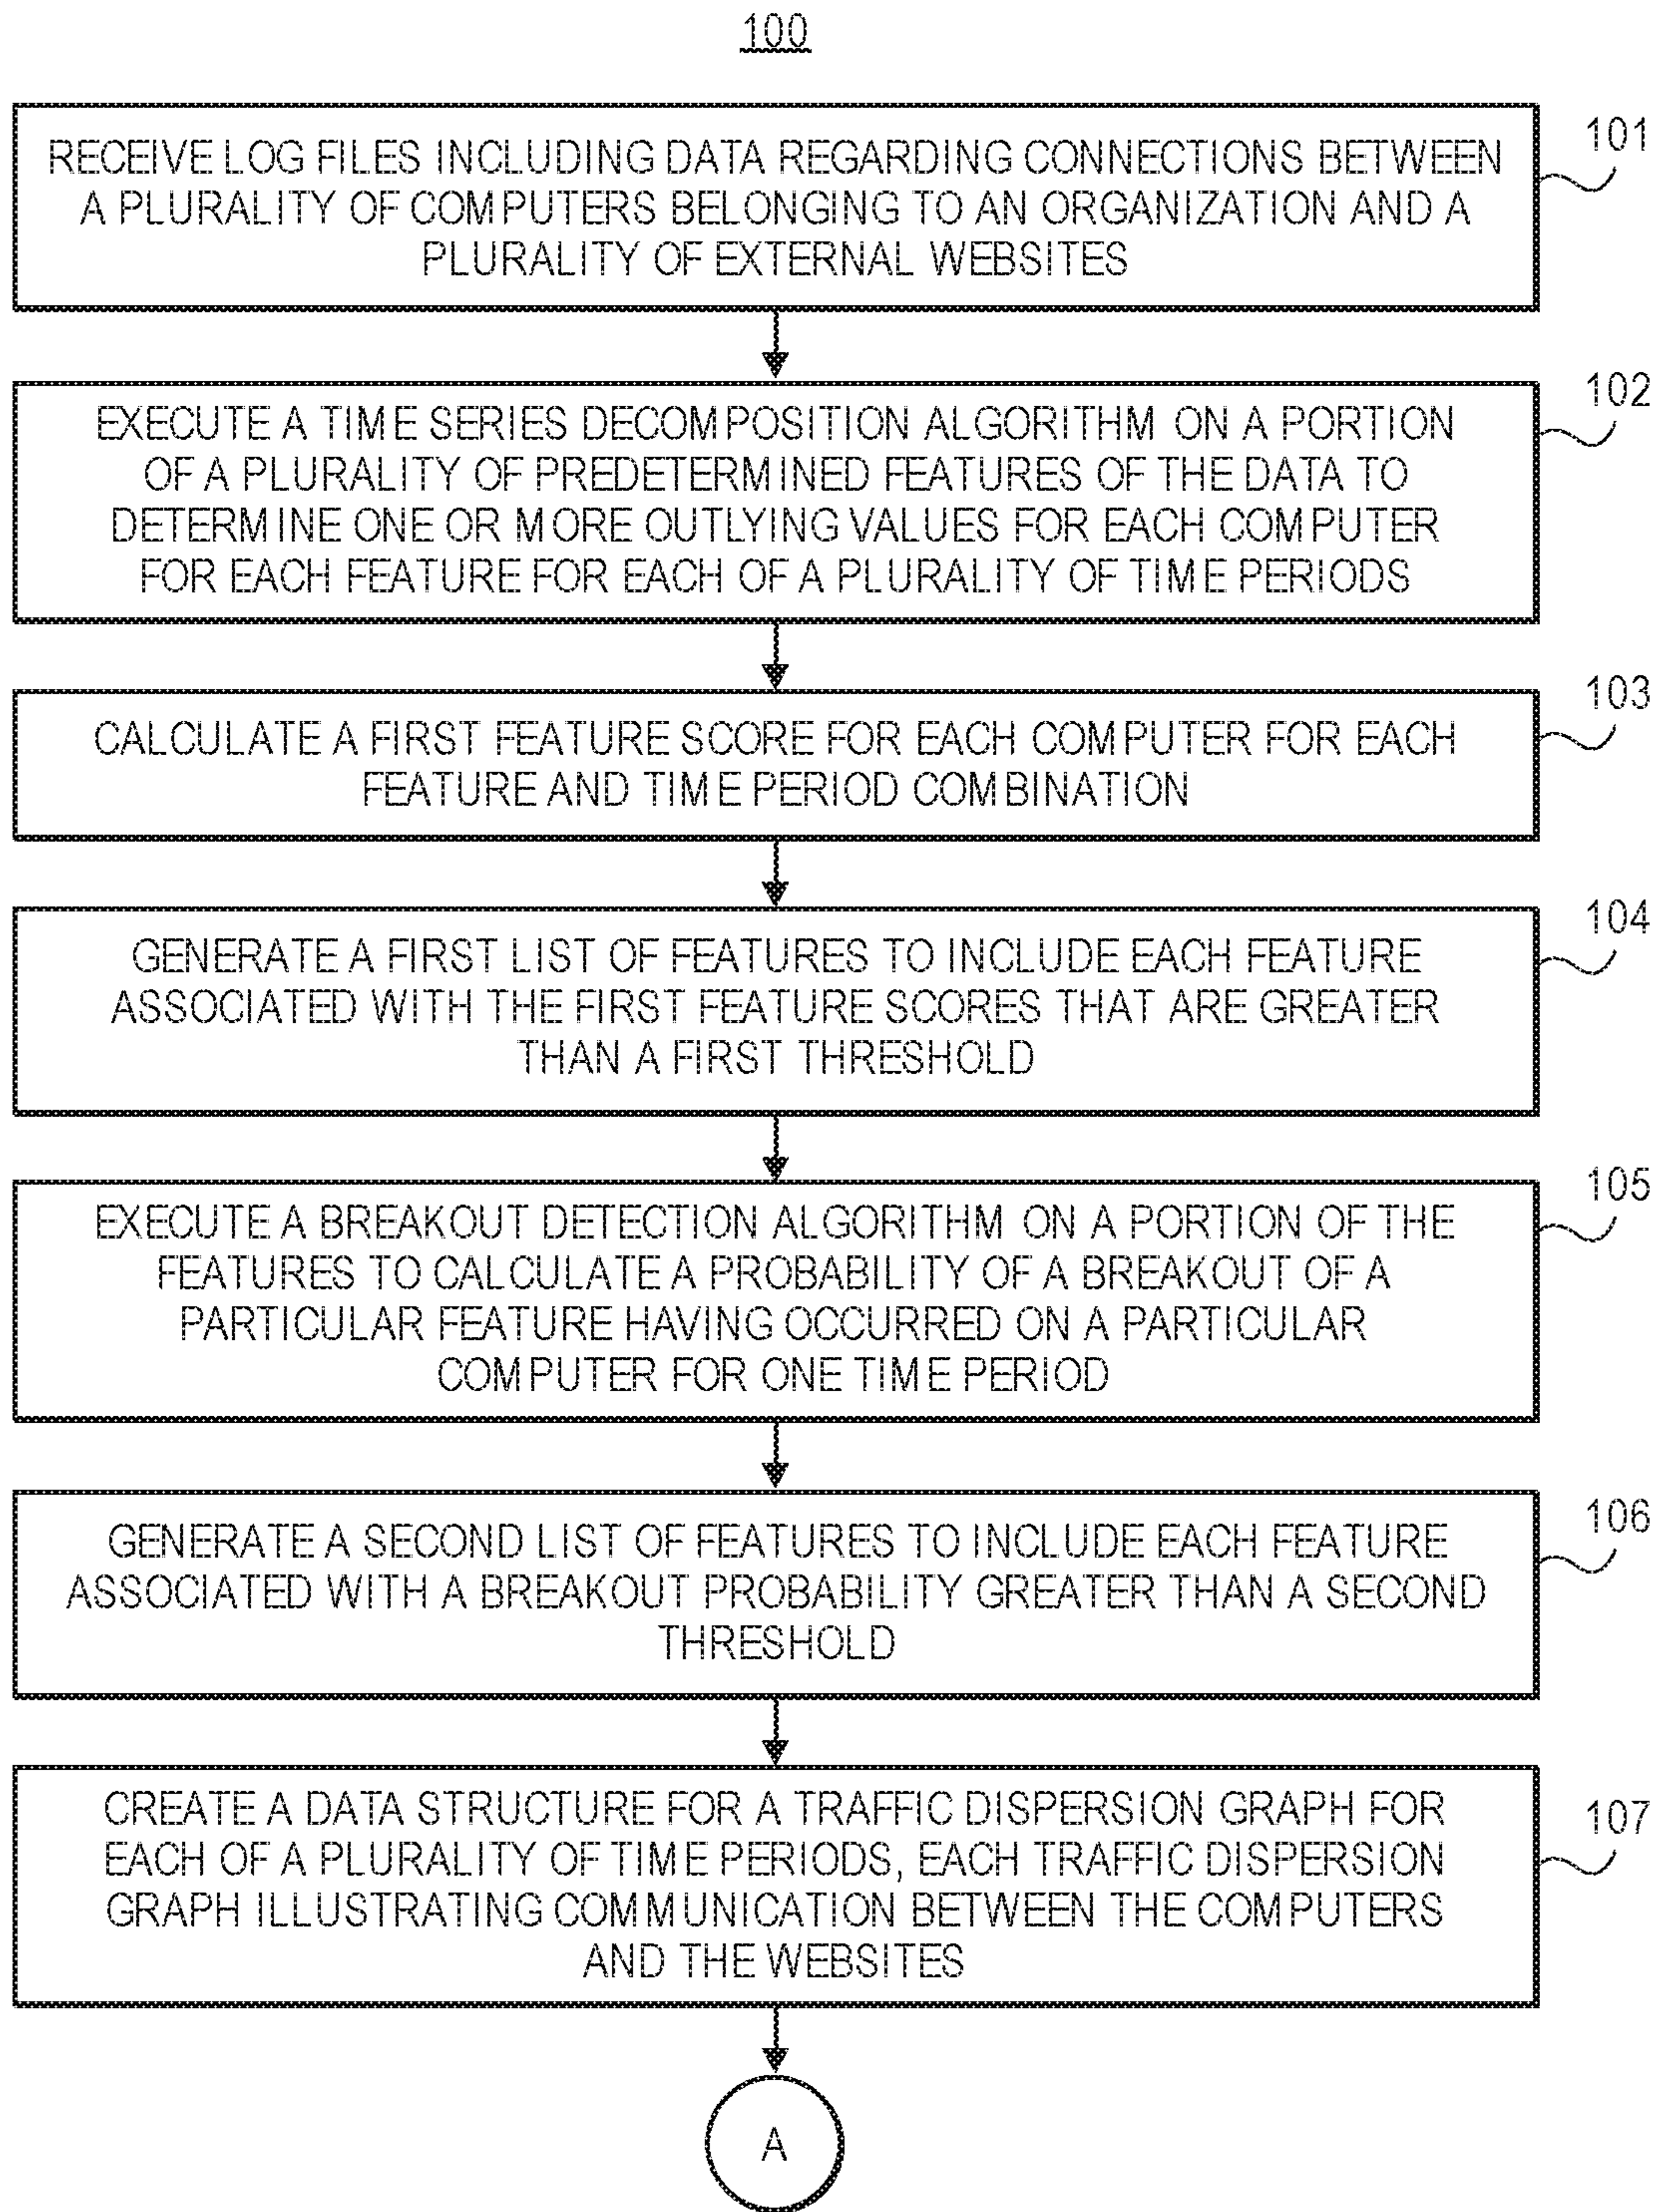 100
RECEIVE LOG FILES INCLUDING DATA REGARDING CONNECTIONS BETWEEN
A PLURALITY OF COMPUTERS BELONGING TO AN ORGANIZATION AND A
PLURALITY OF EXTERNAL WEBSITES
101
EXECUTE A TIME SERIES DECOMPOSITION ALGORITHM ON A PORTION
OF A PLURALITY OF PREDETERMINED FEATURES OF THE DATA TO
DETERMINE ONE OR MORE OUTLYING VALUES FOR EACH COMPUTER
FOR EACH FEATURE FOR EACH OF A PLURALITY OF TIME PERIODS
102
CALCULATE A FIRST FEATURE SCORE FOR EACH COMPUTER FOR EACH
FEATURE AND TIME PERIOD COMBINATION
103
GENERATE A FIRST LIST OF FEATURES TO INCLUDE EACH FEATURE
ASSOCIATED WITH THE FIRST FEATURE SCORES THAT ARE GREATER
THAN A FIRST THRESHOLD
104
EXECUTE A BREAKOUT DETECTION ALGORITHM ON A PORTION OF THE
FEATURES TO CALCULATE A PROBABILITY OF A BREAKOUT OF A
PARTICULAR FEATURE HAVING OCCURRED ON A PARTICULAR
COMPUTER FOR ONE TIME PERIOD
105
GENERATE A SECOND LIST OF FEATURES TO INCLUDE EACH FEATURE
ASSOCIATED WITH A BREAKOUT PROBABILITY GREATER THAN A SECOND
THRESHOLD
106
CREATE A DATA STRUCTURE FOR A TRAFFIC DISPERSION GRAPH FOR
EACH OF A PLURALITY OF TIME PERIODS, EACH TRAFFIC DISPERSION
GRAPH ILLUSTRATING COMMUNICATION BETWEEN THE COMPUTERS
AND THE WEBSITES
107
A